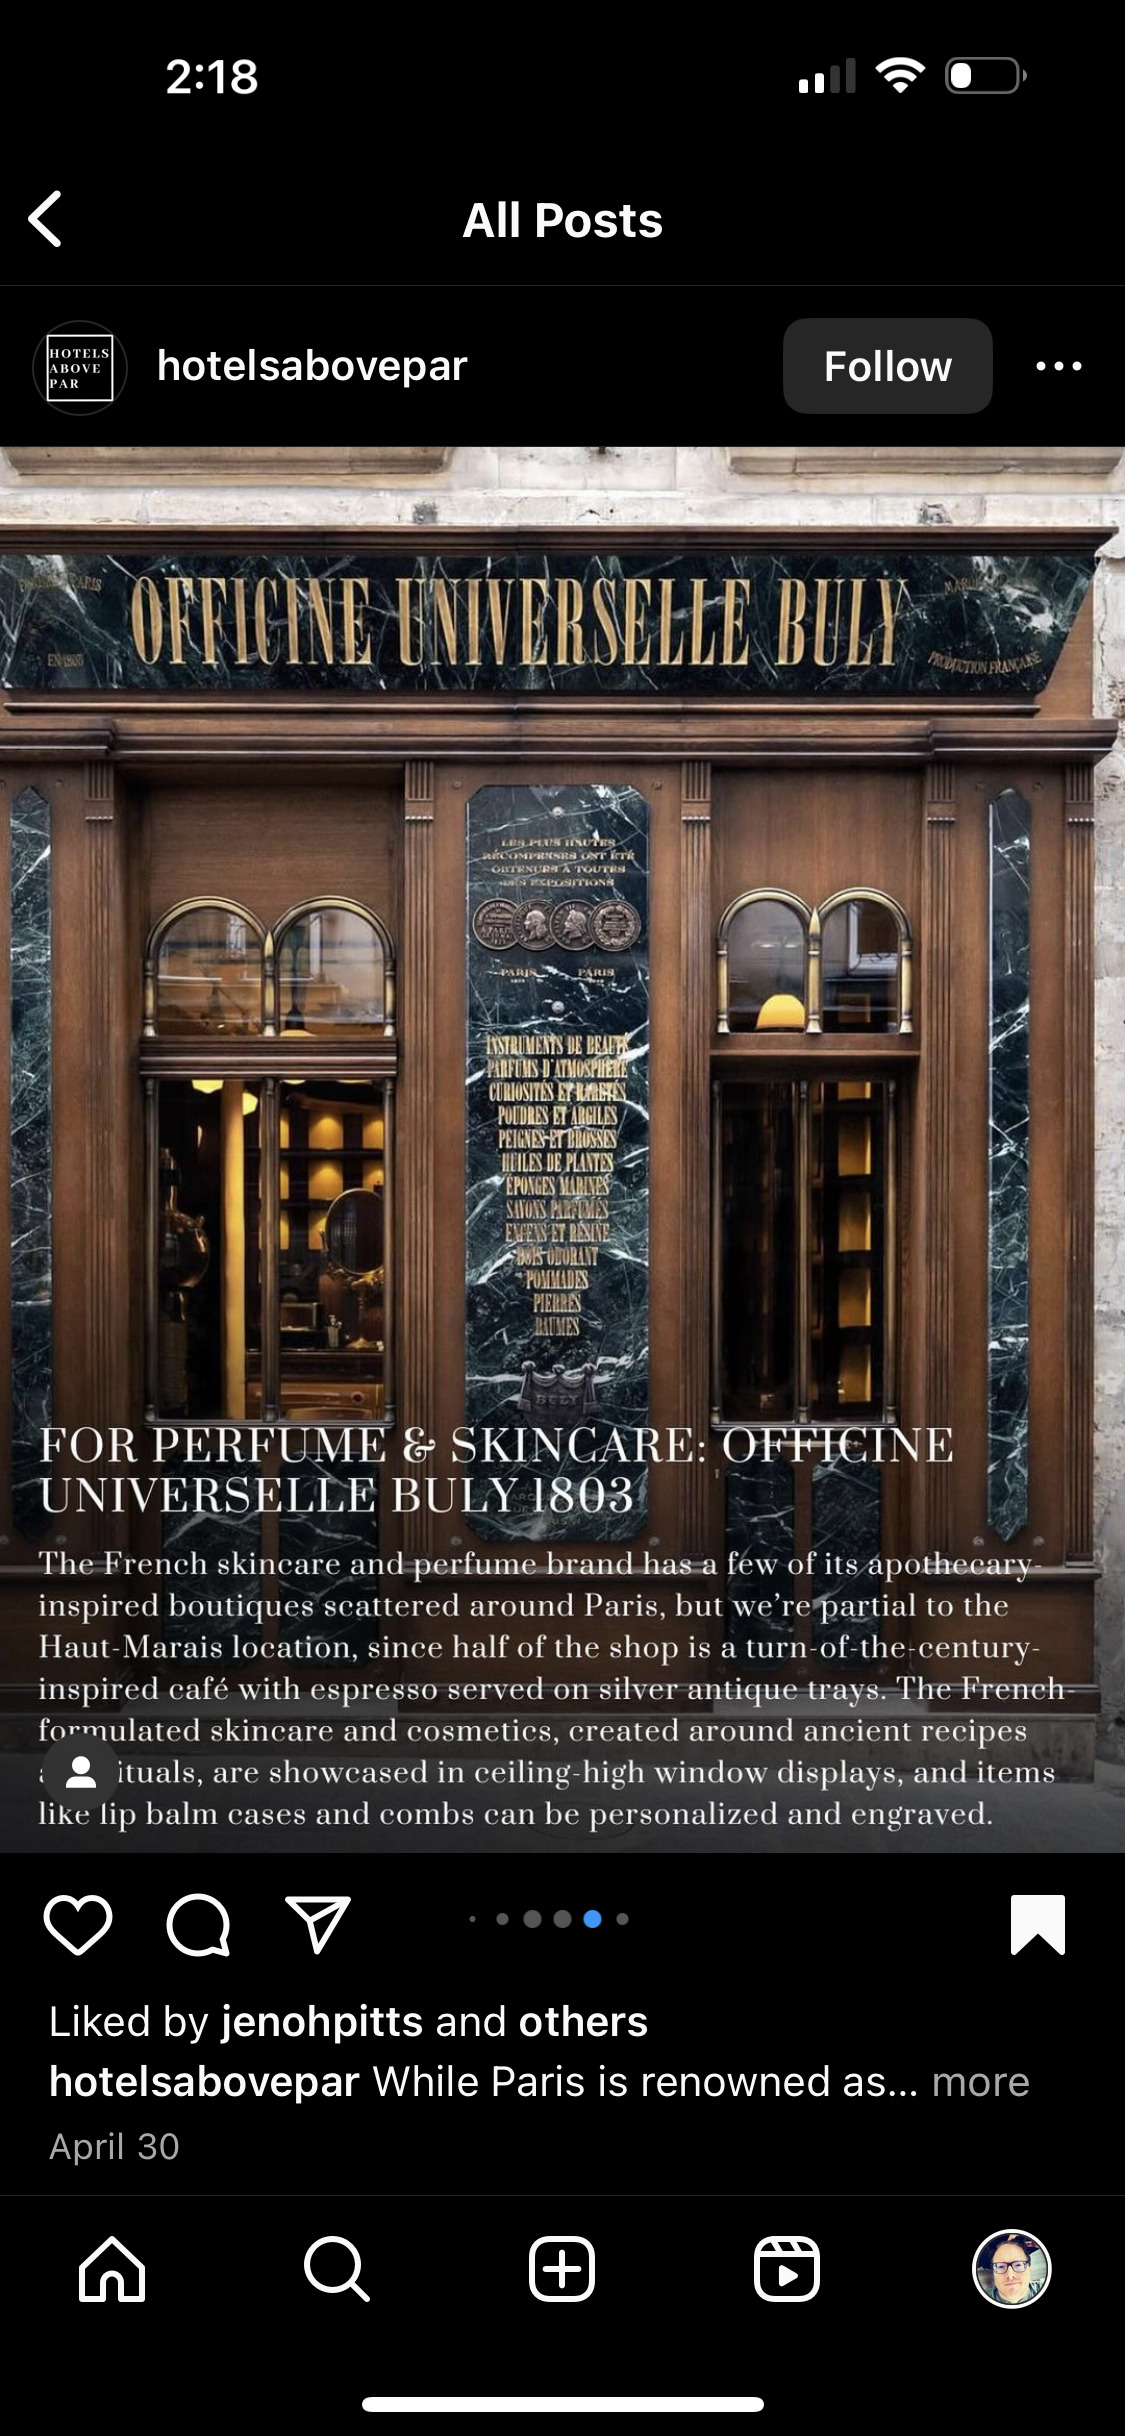 2:18
All Posts
HOTELS
ABOVE
PAR
hotelsabovepar
Follow
OFFICINE UNIVERSELLE BULY
PRODUCTION FRANÇAISE
LES PLUS HAUTES
RÉCOMPENSES ONT ÉTÉ
OBTENUES À TOUTES
LES EXPOSITIONS
PARIS PARIS
INSTRUMENTS DE BEAUTÉ
PARFUMS D'ATMOSPHÈRE
CURIOSITÉS ET RARETÉS
POUDRES ET ARGILES
PEIGNES ET BROSSES
HUILES DE PLANTES
ÉPONGES MARINES
SAVONS PARFUMÉS
ENCENS ET RÉSINE
BOIS ODORANT
POMMADES
PIERRES
BAUMES
BULY
FOR PERFUME & SKINCARE: OFFICINE
UNIVERSELLE BULY 1803
The French skincare and perfume brand has a few of its apothecary-
inspired boutiques scattered around Paris, but we're partial to the
Haut-Marais location, since half of the shop is a turn-of-the-century-
inspired café with espresso served on silver antique trays. The French-
formulated skincare and cosmetics, created around ancient recipes
ituals, are showcased in ceiling-high window displays, and items
like lip balm cases and combs can be personalized and engraved.
Liked by jenohpitts and others
hotelsabovepar While Paris is renowned as... more
April 30